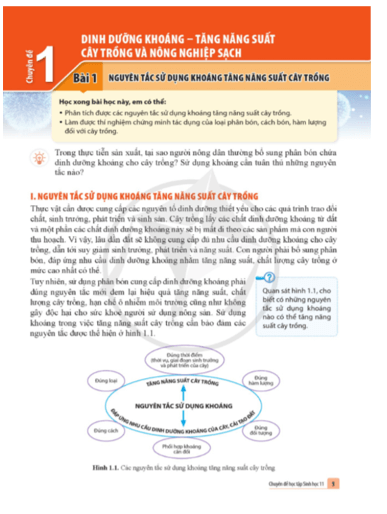 Chuyên đề
1
DINH DƯỠNG KHOÁNG – TĂNG NĂNG SUẤT
CÂY TRỒNG VÀ NÔNG NGHIỆP SẠCH
Bài 1 NGUYÊN TẮC SỬ DỤNG KHOÁNG TĂNG NĂNG SUẤT CÂY TRỒNG
Học xong bài học này, em có thể:
• Phân tích được các nguyên tắc sử dụng khoáng tăng năng suất cây trồng.
• Làm được thí nghiệm chứng minh tác dụng của loại phân bón, cách bón, hàm lượng
đối với cây trồng.
Trong thực tiễn sản xuất, tại sao người nông dân thường bổ sung phân bón chứa
dinh dưỡng khoáng cho cây trồng? Sử dụng khoáng cần tuân thủ những nguyên
tắc nào?
I. NGUYÊN TẮC SỬ DỤNG KHOÁNG TĂNG NĂNG SUẤT CÂY TRỒNG
Thực vật cần được cung cấp các nguyên tố dinh dưỡng thiết yếu cho các quá trình trao đổi
chất, sinh trưởng, phát triển và sinh sản. Cây trồng lấy các chất dinh dưỡng khoáng từ đất
và một phần các chất dinh dưỡng khoáng này sẽ bị mất đi theo các sản phẩm mà con người
thu hoạch. Vì vậy, lâu dần đất sẽ không cung cấp đủ nhu cầu dinh dưỡng khoáng cho cây
trồng, dẫn tới suy giảm sinh trưởng, phát triển và năng suất. Con người phải bổ sung phân
bón, đáp ứng nhu cầu dinh dưỡng khoáng nhằm tăng năng suất, chất lượng cây trồng ở
mức cao nhất có thể.
Tuy nhiên, sử dụng phân bón cung cấp dinh dưỡng khoáng phải
đúng nguyên tắc mới đem lại hiệu quả tăng năng suất, chất
lượng cây trồng, hạn chế ô nhiễm môi trường cũng như không
gây độc hại cho sức khoẻ người sử dụng nông sản. Sử dụng
khoáng trong việc tăng năng suất cây trồng cần bảo đảm các
nguyên tắc được thể hiện ở hình 1.1.
Quan sát hình 1.1, cho
biết có những nguyên
tắc sử dụng khoáng
nào có thể tăng năng
suất cây trồng.
Đúng thời điểm
(thời vụ, giai đoạn sinh trưởng
và phát triển của cây)
Đúng loại
TĂNG NĂNG SUẤT CÂY TRỒNG
Đúng
hàm lượng
NGUYÊN TẮC SỬ DỤNG KHOÁNG
Đúng cách
ĐÁP ỨNG NHU CẦU DINH DƯỠNG KHOÁNG CỦA CÂY, CẢI TẠO ĐẤT
Đúng
đối tượng
Phối hợp khoáng
cân đối
Hình 1.1. Các nguyên tắc sử dụng khoáng tăng năng suất cây trồng
Chuyên đề học tập Sinh học 11 5